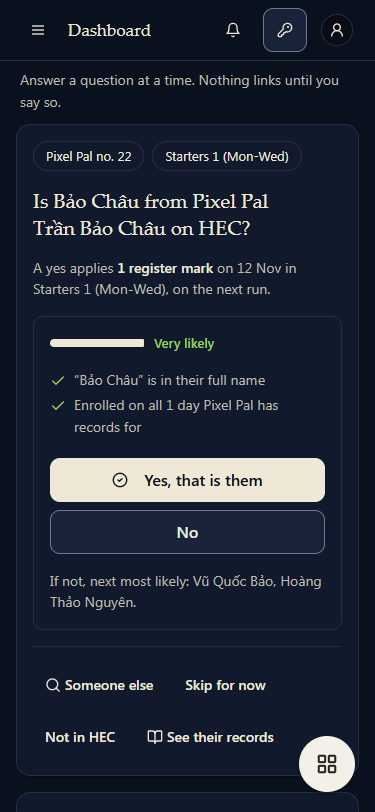 Dashboard
Answer a question at a time. Nothing links until you
say so.
Pixel Pal no. 22
Starters 1 (Mon-Wed)
Is Bảo Châu from Pixel Pal
Trần Bảo Châu on HEC?
A yes applies 1 register mark on 12 Nov in
Starters 1 (Mon-Wed), on the next run.
Very likely
“Bảo Châu” is in their full name
Enrolled on all 1 day Pixel Pal has
records for
Yes, that is them
No
If not, next most likely: Vũ Quốc Bảo, Hoàng
Thảo Nguyên.
Someone else
Skip for now
Not in HEC
See their records